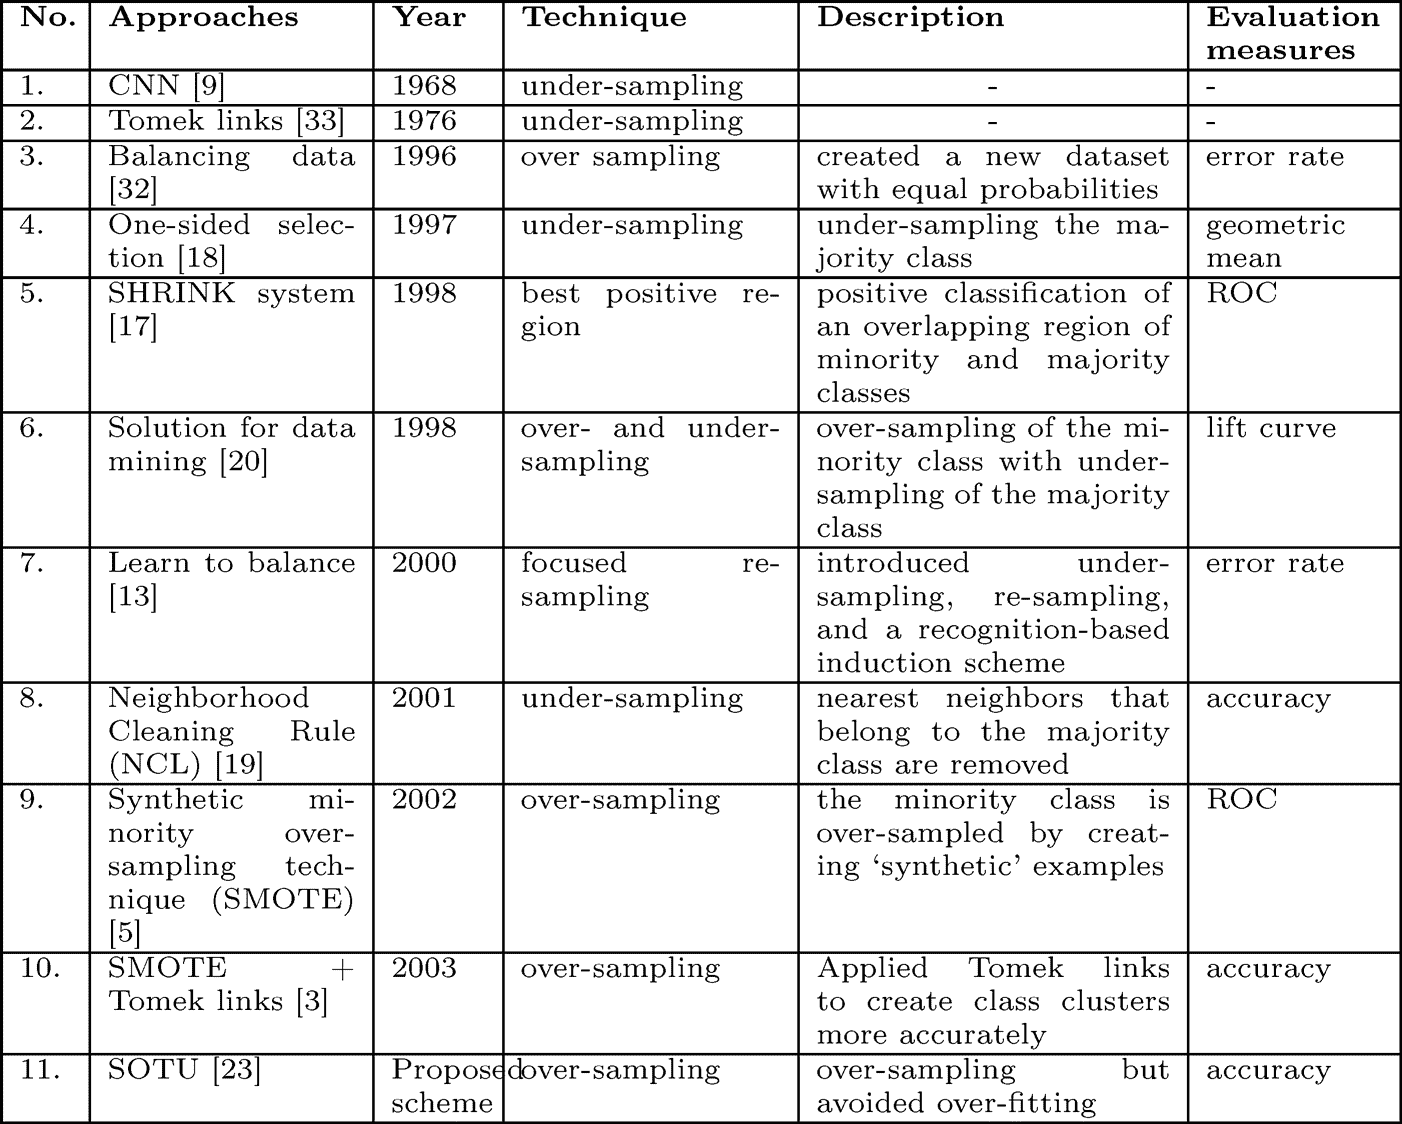 No. Approaches Year Technique Description Evaluation
measures
1. CNN [9] 1968 under-sampling - -
2. Tomek links [33] 1976 under-sampling - -
3. Balancing data 1996 over sampling created a new dataset error rate
[32] with equal probabilities
4. One-sided selec- 1997 under-sampling under-sampling the ma- geometric
tion [18] jority class mean
5. SHRINK system 1998 best positive re- positive classification of ROC
[17] gion an overlapping region of
minority and majority
classes
6. Solution for data 1998 over- and under- over-sampling of the mi- lift curve
mining [20] sampling nority class with under-
sampling of the majority
class
7. Learn to balance 2000 focused re- introduced under- error rate
[13] sampling sampling, re-sampling,
and a recognition-based
induction scheme
8. Neighborhood 2001 under-sampling nearest neighbors that accuracy
Cleaning Rule belong to the majority
(NCL) [19] class are removed
9. Synthetic mi- 2002 over-sampling the minority class is ROC
nority over- over-sampled by creat-
sampling tech- ing ‘synthetic’ examples
nique (SMOTE)
[5]
10. SMOTE + 2003 over-sampling Applied Tomek links accuracy
Tomek links [3] to create class clusters
more accurately
11. SOTU [23] Proposed over-sampling over-sampling but accuracy
scheme avoided over-fitting